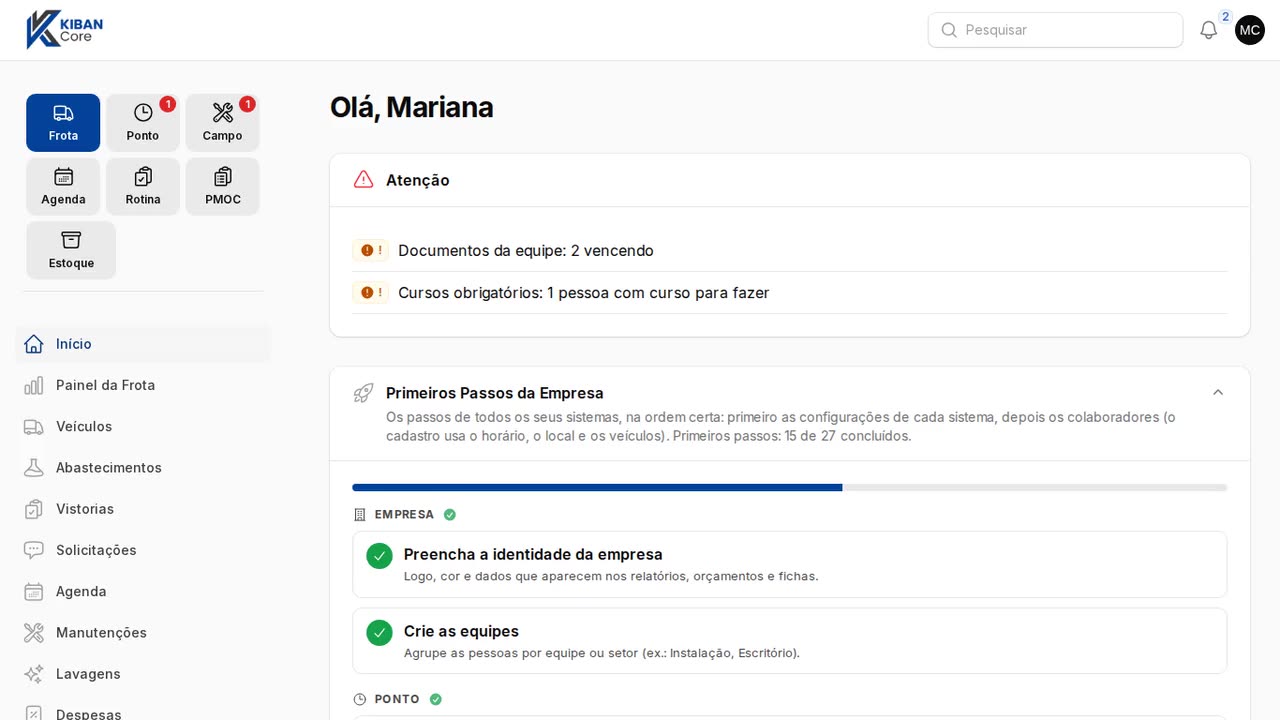 KIBAN
Core
Pesquisar
2
MC
Frota
Ponto
1
Campo
1
Agenda
Rotina
PMOC
Estoque
Início
Painel da Frota
Veículos
Abastecimentos
Vistorias
Solicitações
Agenda
Manutenções
Lavagens
Despesas
Olá, Mariana
Atenção
! Documentos da equipe: 2 vencendo
! Cursos obrigatórios: 1 pessoa com curso para fazer
Primeiros Passos da Empresa
Os passos de todos os seus sistemas, na ordem certa: primeiro as configurações de cada sistema, depois os colaboradores (o
cadastro usa o horário, o local e os veículos). Primeiros passos: 15 de 27 concluídos.
EMPRESA
Preencha a identidade da empresa
Logo, cor e dados que aparecem nos relatórios, orçamentos e fichas.
Crie as equipes
Agrupe as pessoas por equipe ou setor (ex.: Instalação, Escritório).
PONTO